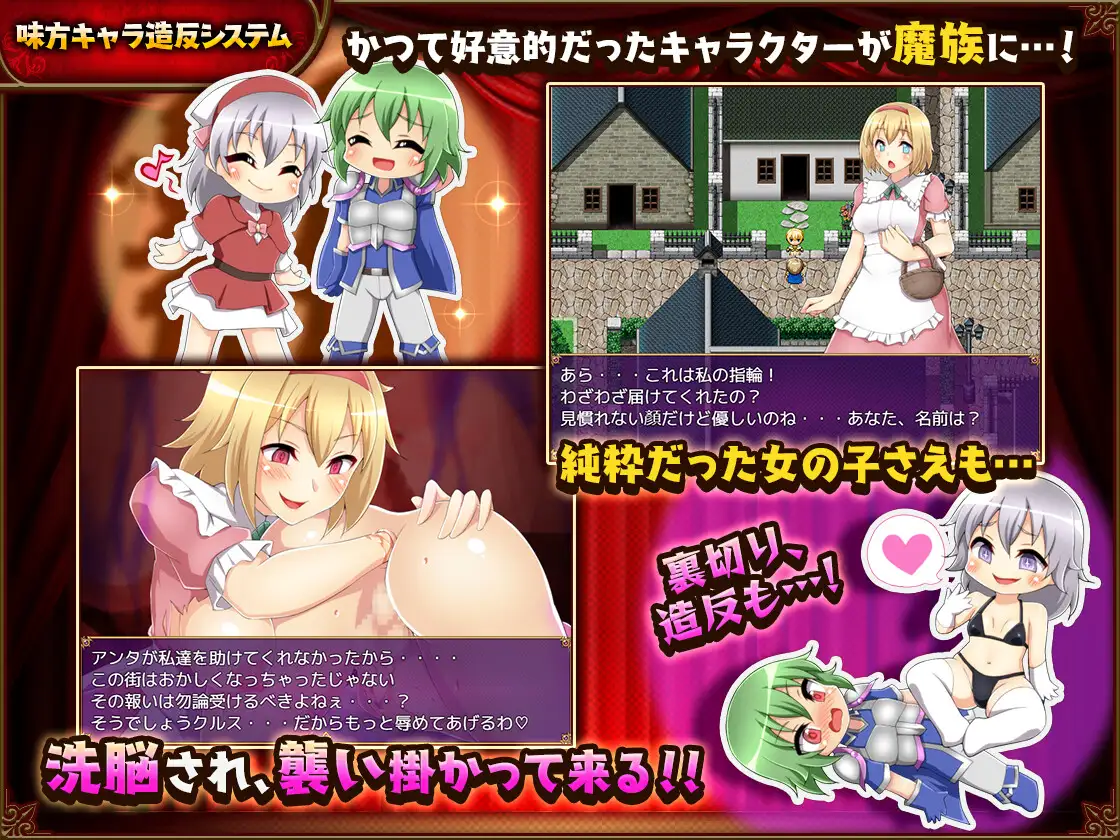 味方キャラ造反システム
かつて好意的だったキャラクターが魔族に…！
あら・・・これは私の指輪！
わざわざ届けてくれたの？
見慣れない顔だけど優しいのね・・・あなた、名前は？
純粋だった女の子さえも…
裏切り、
造反も…！
アンタが私達を助けてくれなかったから・・・・
この街はおかしくなっちゃったじゃない
その報いは勿論受けるべきよねぇ・・・？
そうでしょうクルス・・・だからもっと辱めてあげるわ♡
洗脳され、襲い掛かって来る！！